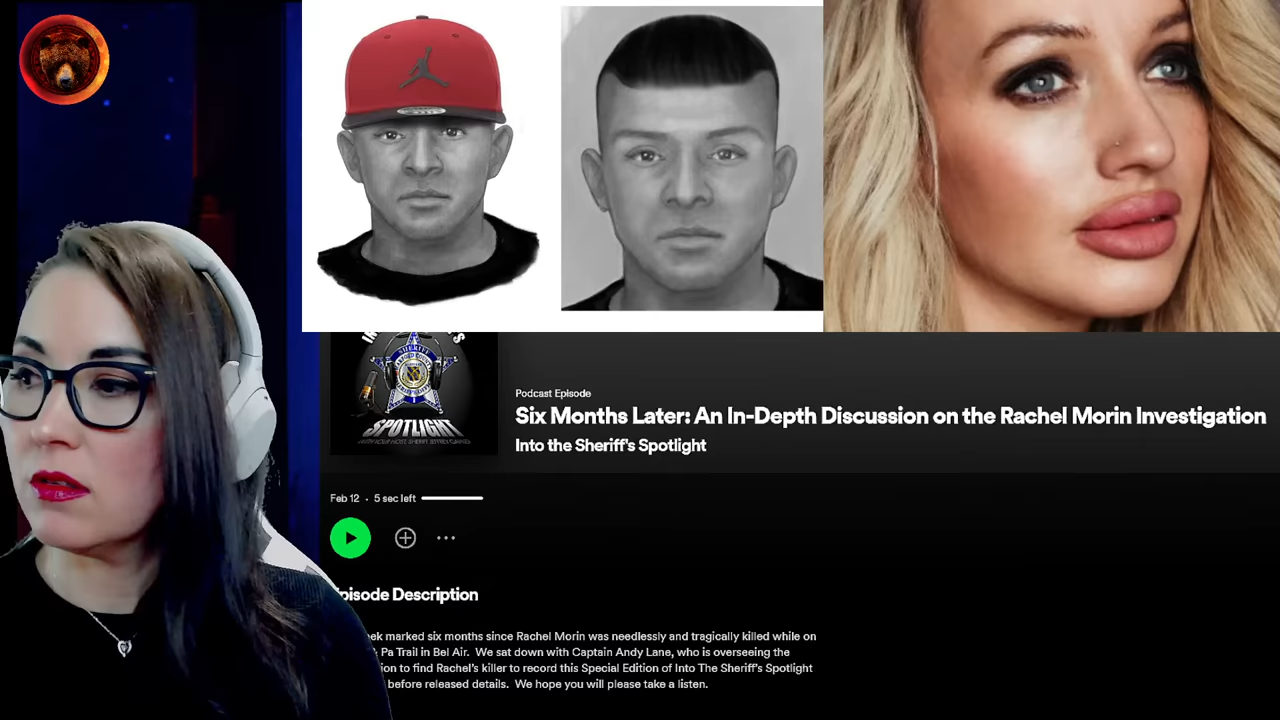 SHERIFF
SPOTLIGHT
Podcast Episode
Six Months Later: An In-Depth Discussion on the Rachel Morin Investigation
Into the Sheriff's Spotlight
Feb 12 • 5 sec left
Episode Description
marked six months since Rachel Morin was needlessly and tragically killed while on
Pa Trail in Bel Air. We sat down with Captain Andy Lane, who is overseeing the
to find Rachel's killer to record this Special Edition of Into The Sheriff's Spotlight
before released details. We hope you will please take a listen.